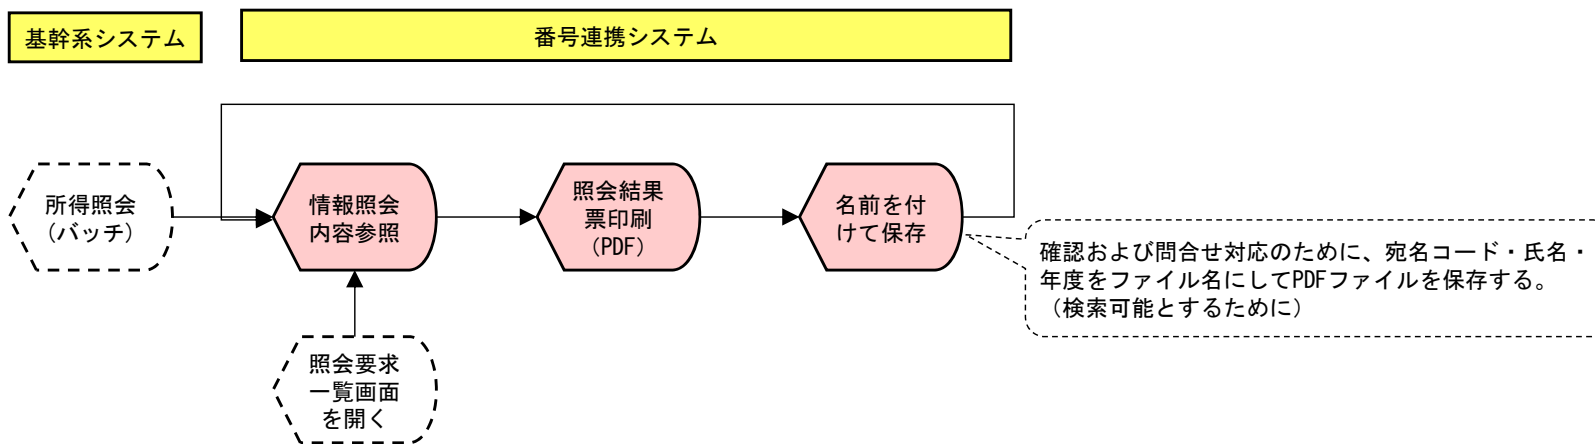 基幹系システム
番号連携システム
所得照会
（バッチ）
情報照会
内容参照
照会結果
票印刷
（PDF）
名前を付
けて保存
確認および問合せ対応のために、宛名コード・氏名・
年度をファイル名にしてPDFファイルを保存する。
（検索可能とするために）
照会要求
一覧画面
を開く